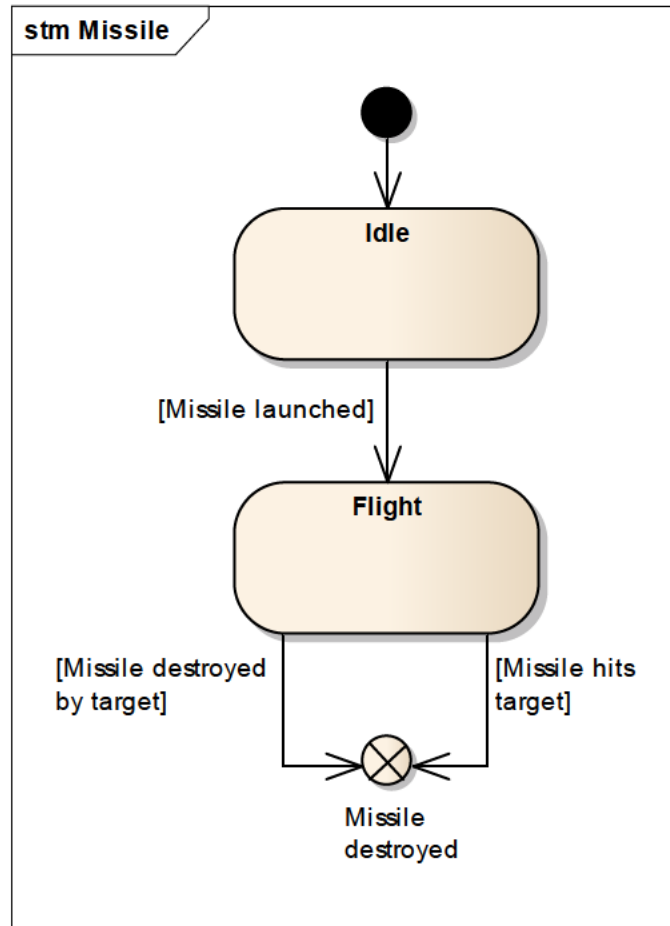 stm Missile
Idle
[Missile launched]
Flight
[Missile destroyed
by target]
[Missile hits
target]
Missile
destroyed